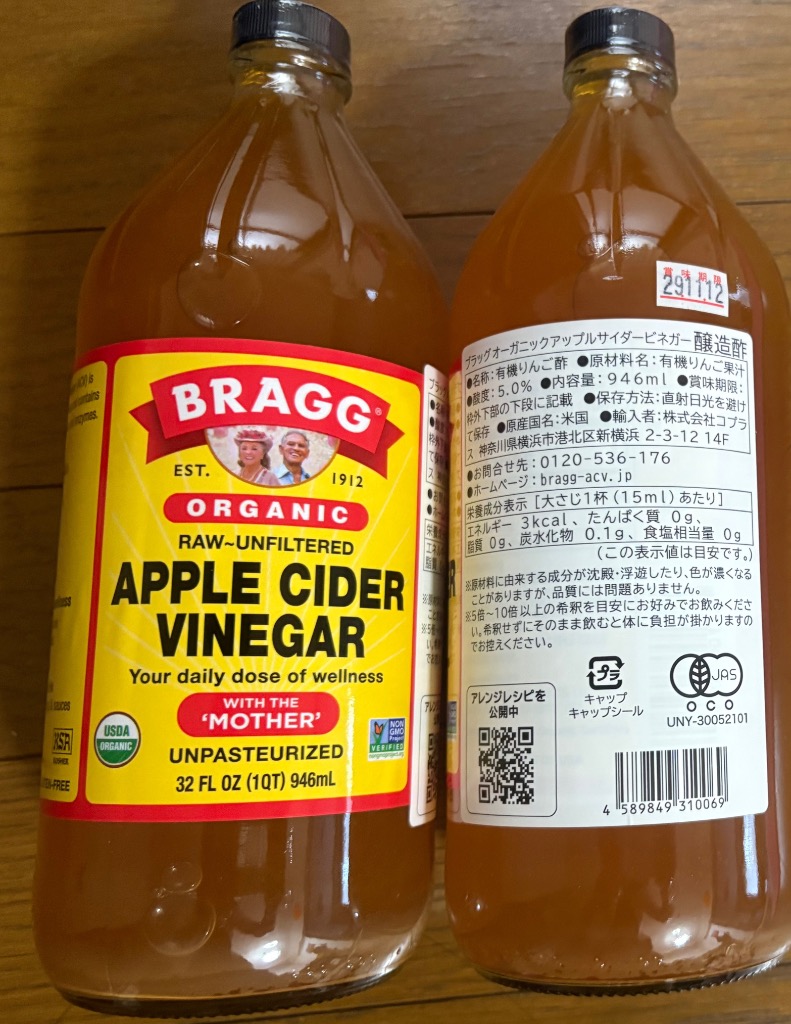 BRAGG®
EST. 1912
ORGANIC
RAW~UNFILTERED
APPLE CIDER
VINEGAR
Your daily dose of wellness
WITH THE
‘MOTHER’
USDA
ORGANIC
NON
GMO
Project
VERIFIED
nongmoproject.org
UNPASTEURIZED
32 FL OZ (1QT) 946mL
賞味期限
291112
ブラッグオーガニックアップルサイダービネガー 醸造酢
●名称:有機りんご酢 ●原材料名:有機りんご果汁
●酸度:5.0% ●内容量:946ml ●賞味期限:
枠外下部の下段に記載 ●保存方法:直射日光を避け
て保存 ●原産国名:米国 ●輸入者:株式会社コプラ
ス 神奈川県横浜市港北区新横浜 2-3-12 14F
●お問合せ先:0120-536-176
●ホームページ:bragg-acv.jp
栄養成分表示 [大さじ1杯(15ml)あたり]
エネルギー 3kcal、たんぱく質 0g、
脂質 0g、炭水化物 0.1g、食塩相当量 0g
(この表示値は目安です。)
※原材料に由来する成分が沈殿・浮遊したり、色が濃くなる
ことがありますが、品質には問題ありません。
※5倍~10倍以上の希釈を目安にお好みでお飲みくださ
い。希釈せずにそのまま飲むと体に負担が掛かりますの
でお控えください。
アレンジレシピを
公開中
プラ
キャップ
キャップシール
JAS
OCO
UNY-30052101
4 589849 310069